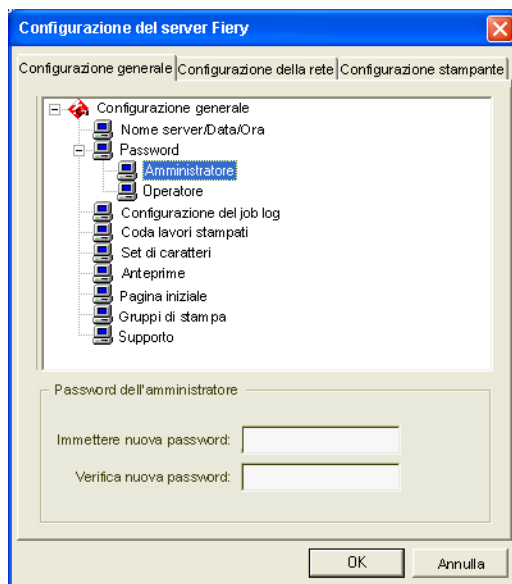 Configurazione del server Fiery
Configurazione generale
Configurazione della rete
Configurazione stampante
Configurazione generale
Nome server/Data/Ora
Password
Amministratore
Operatore
Configurazione del job log
Coda lavori stampati
Set di caratteri
Anteprime
Pagina iniziale
Gruppi di stampa
Supporto
Password dell'amministratore
Immettere nuova password:
Verifica nuova password:
OK
Annulla